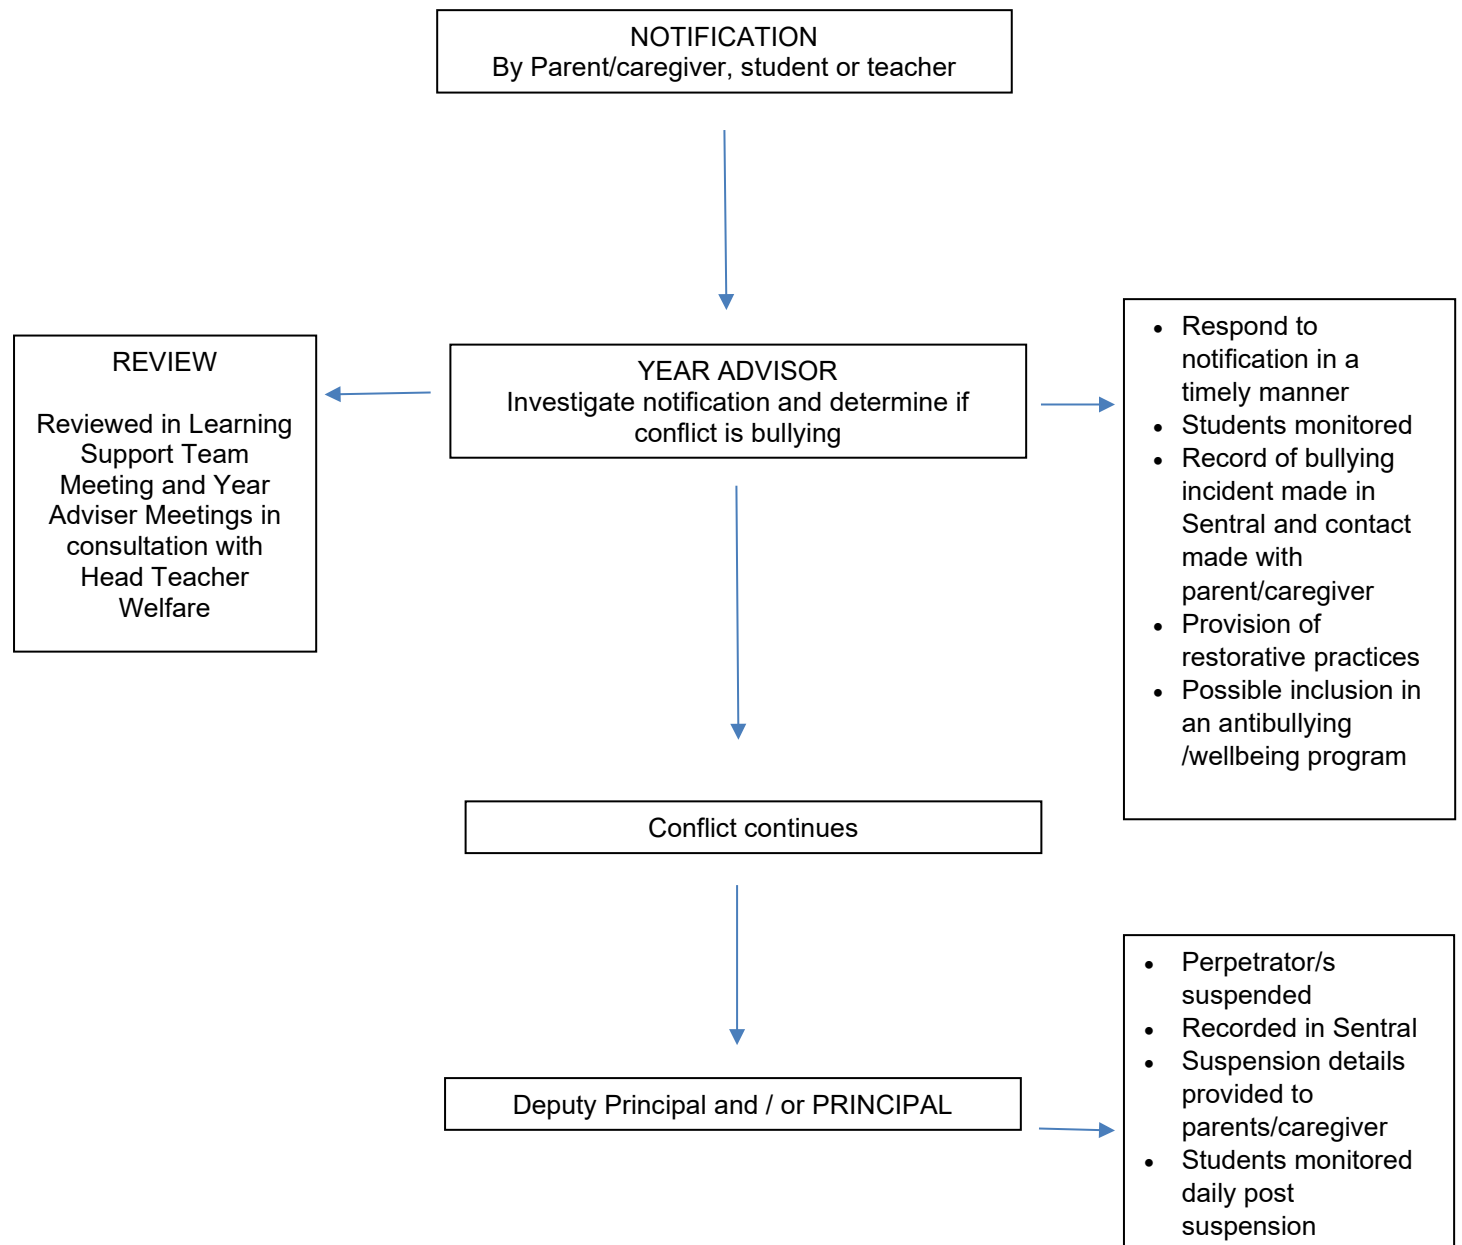 NOTIFICATION
By Parent/caregiver, student or teacher
REVIEW
Reviewed in Learning
Support Team
Meeting and Year
Adviser Meetings in
consultation with
Head Teacher
Welfare
YEAR ADVISOR
Investigate notification and determine if
conflict is bullying
• Respond to
notification in a
timely manner
• Students monitored
• Record of bullying
incident made in
Sentral and contact
made with
parent/caregiver
• Provision of
restorative practices
• Possible inclusion in
an antibullying
/wellbeing program
Conflict continues
Deputy Principal and / or PRINCIPAL
• Perpetrator/s
suspended
• Recorded in Sentral
• Suspension details
provided to
parents/caregiver
• Students monitored
daily post
suspension